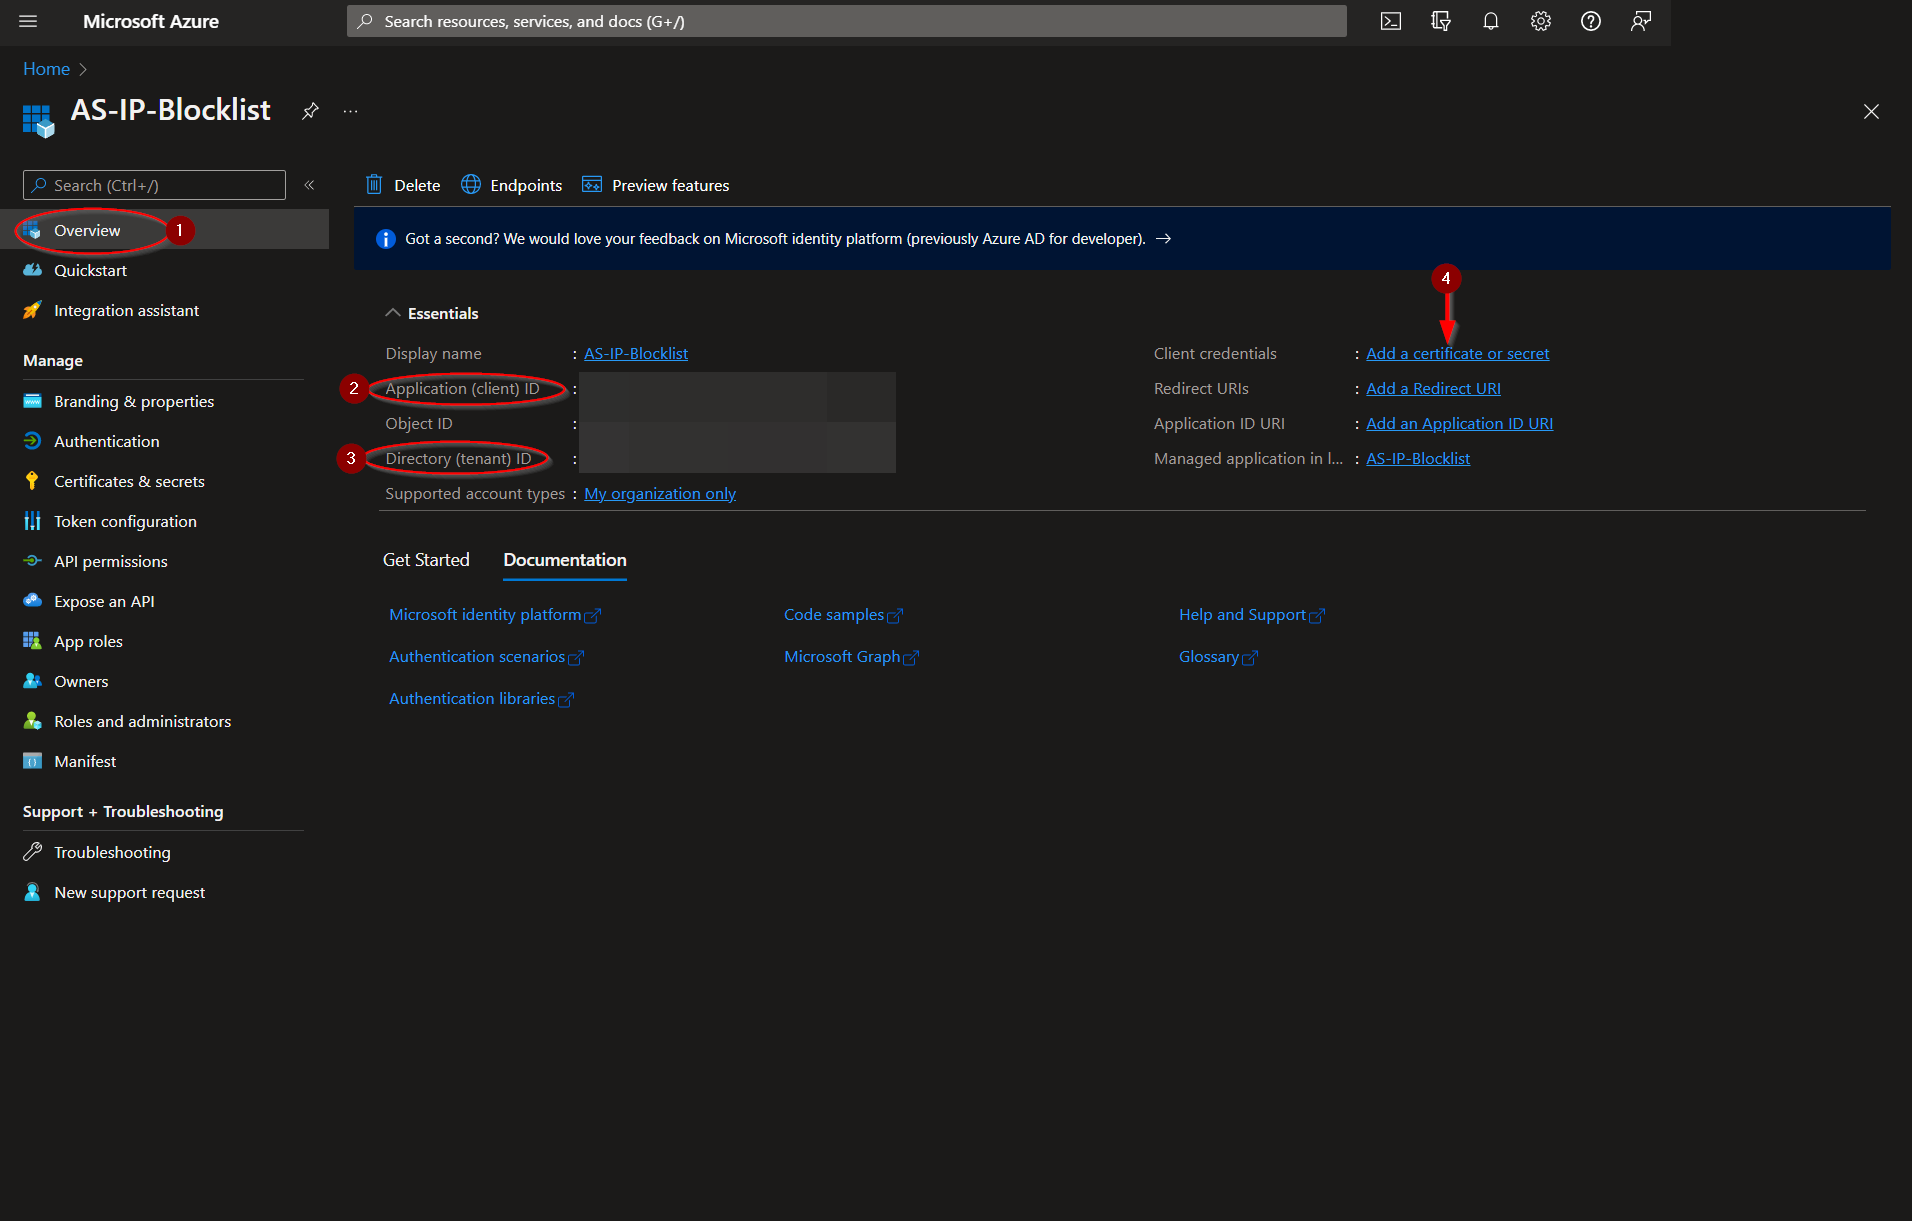 Microsoft Azure
Search resources, services, and docs (G+/)
Home
AS-IP-Blocklist
Search (Ctrl+/)
Overview
1
Quickstart
Integration assistant
Manage
Branding & properties
Authentication
Certificates & secrets
Token configuration
API permissions
Expose an API
App roles
Owners
Roles and administrators
Manifest
Support + Troubleshooting
Troubleshooting
New support request
Delete
Endpoints
Preview features
Got a second? We would love your feedback on Microsoft identity platform (previously Azure AD for developer).
Essentials
Display name : AS-IP-Blocklist
2
Application (client) ID :
Object ID :
3
Directory (tenant) ID :
Supported account types : My organization only
4
Client credentials : Add a certificate or secret
Redirect URIs : Add a Redirect URI
Application ID URI : Add an Application ID URI
Managed application in l... : AS-IP-Blocklist
Get Started
Documentation
Microsoft identity platform
Code samples
Help and Support
Authentication scenarios
Microsoft Graph
Glossary
Authentication libraries